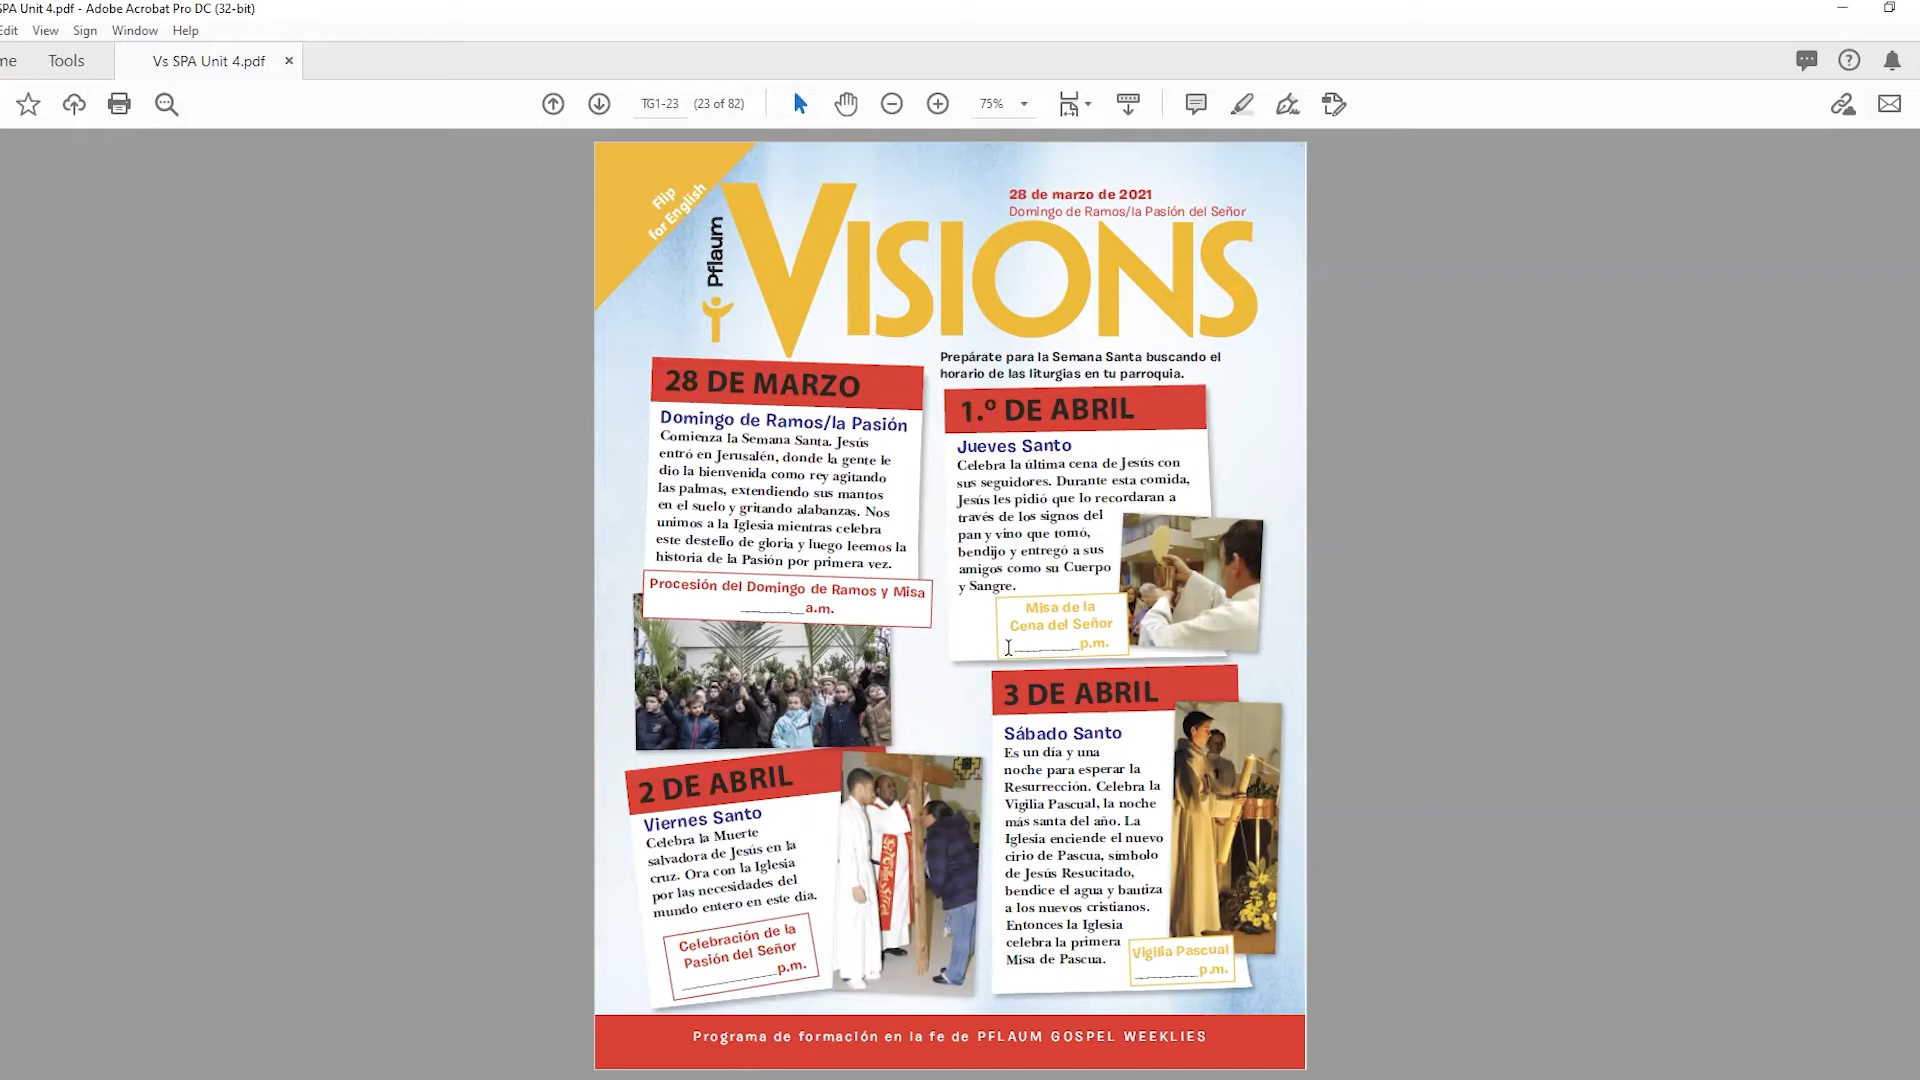 SPA Unit 4.pdf - Adobe Acrobat Pro DC (32-bit)
Edit View Sign Window Help
me Tools Vs SPA Unit 4.pdf ×
TG1-23 (23 of 82) 75%
Flip
for English
Pflaum
28 de marzo de 2021
Domingo de Ramos/la Pasión del Señor
VISIONS
Prepárate para la Semana Santa buscando el
horario de las liturgias en tu parroquia.
28 DE MARZO
Domingo de Ramos/la Pasión
Comienza la Semana Santa. Jesús
entró en Jerusalén, donde la gente le
dio la bienvenida como rey agitando
las palmas, extendiendo sus mantos
en el suelo y gritando alabanzas. Nos
unimos a la Iglesia mientras celebra
este destello de gloria y luego leemos la
historia de la Pasión por primera vez.
Procesión del Domingo de Ramos y Misa
________a.m.
1.º DE ABRIL
Jueves Santo
Celebra la última cena de Jesús con
sus seguidores. Durante esta comida,
Jesús les pidió que lo recordaran a
través de los signos del
pan y vino que tomó,
bendijo y entregó a sus
amigos como su Cuerpo
y Sangre.
Misa de la
Cena del Señor
________p.m.
2 DE ABRIL
Viernes Santo
Celebra la Muerte
salvadora de Jesús en la
cruz. Ora con la Iglesia
por las necesidades del
mundo entero en este día.
Celebración de la
Pasión del Señor
____________p.m.
3 DE ABRIL
Sábado Santo
Es un día y una
noche para esperar la
Resurrección. Celebra la
Vigilia Pascual, la noche
más santa del año. La
Iglesia enciende el nuevo
cirio de Pascua, símbolo
de Jesús Resucitado,
bendice el agua y bautiza
a los nuevos cristianos.
Entonces la Iglesia
celebra la primera
Misa de Pascua.
Vigilia Pascual
________p.m.
Programa de formación en la fe de PFLAUM GOSPEL WEEKLIES